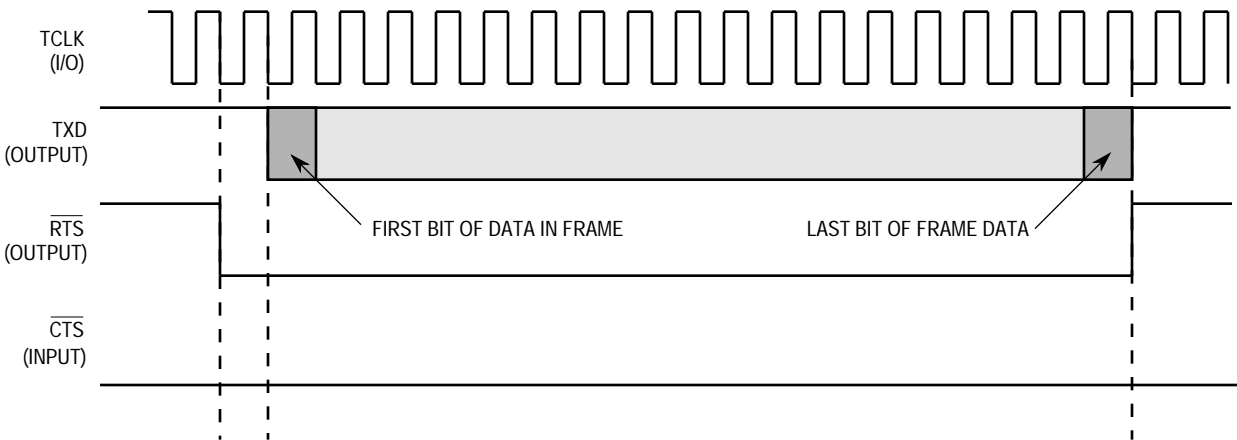 TCLK
(I/O)
TXD
(OUTPUT)
FIRST BIT OF DATA IN FRAME
LAST BIT OF FRAME DATA
RTS
(OUTPUT)
CTS
(INPUT)